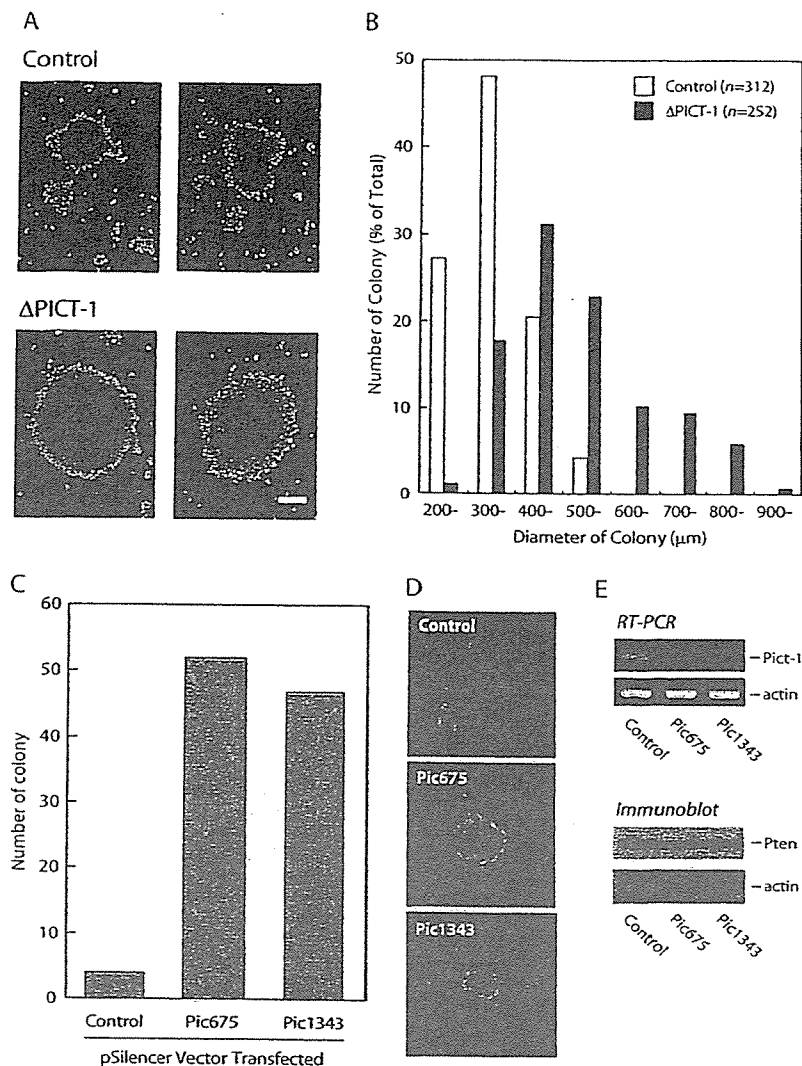 A
Control
ΔPICT-1
B
50
40
30
20
10
0
Number of Colony (% of Total)
Control (n=312)
ΔPICT-1 (n=252)
200- 300- 400- 500- 600- 700- 800- 900-
Diameter of Colony (μm)
C
60
50
40
30
20
10
0
Number of colony
Control Pic675 Pic1343
pSilencer Vector Transfected
D
Control
Pic675
Pic1343
E
RT-PCR
Pict-1
actin
Control Pic675 Pic1343
Immunoblot
Pten
actin
Control Pic675 Pic1343